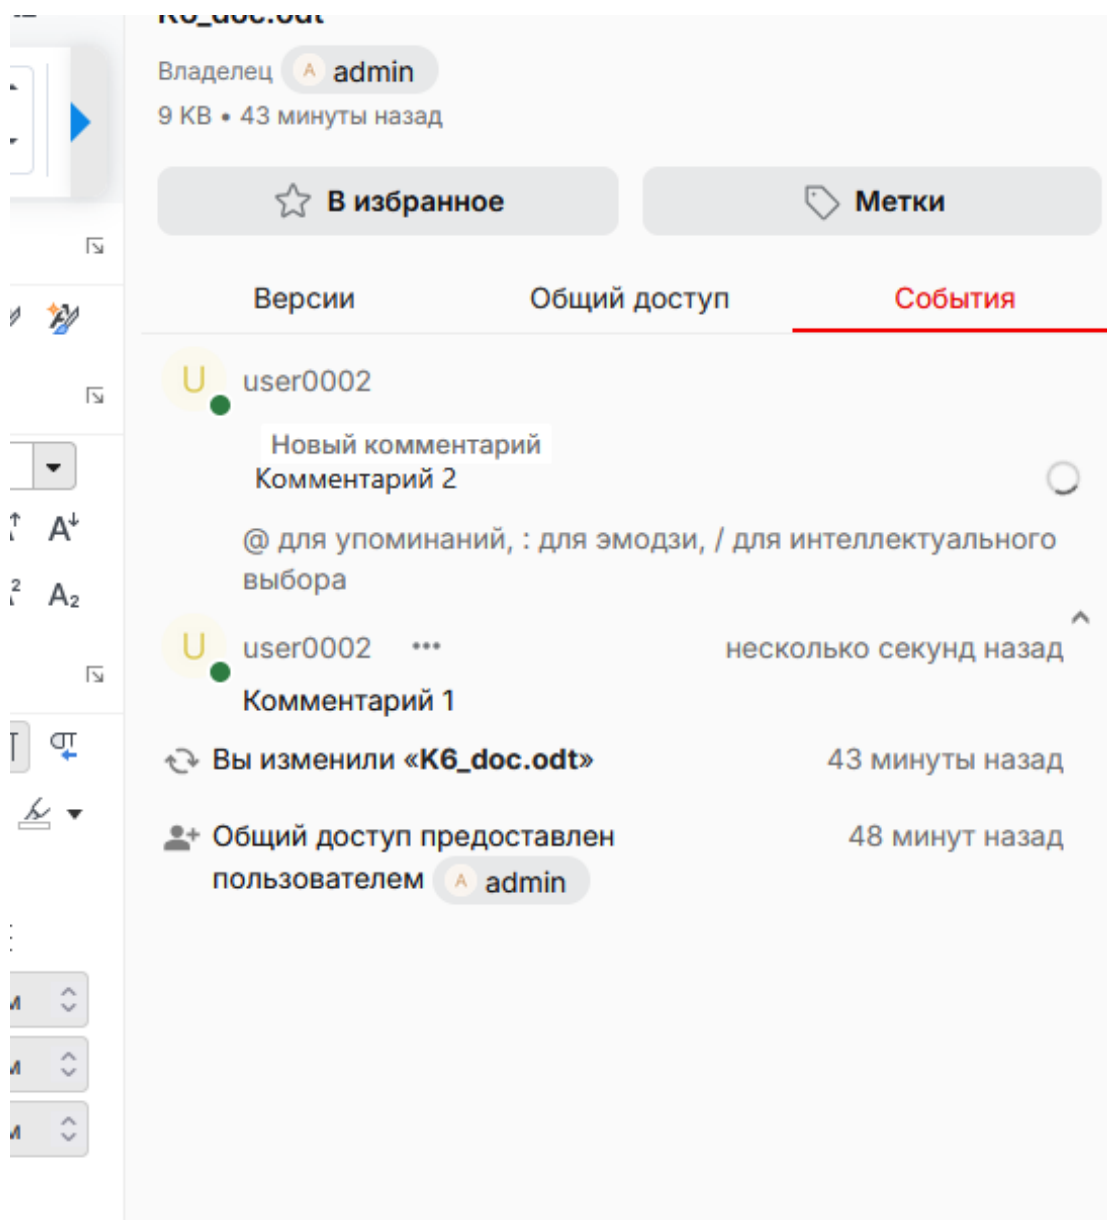 K6_doc.odt
Владелец A admin
9 KB • 43 минуты назад
В избранное
Метки
Версии
Общий доступ
События
U user0002
Новый комментарий
Комментарий 2
@ для упоминаний, : для эмодзи, / для интеллектуального
выбора
U user0002 ••• несколько секунд назад
Комментарий 1
Вы изменили «K6_doc.odt» 43 минуты назад
Общий доступ предоставлен 48 минут назад
пользователем A admin